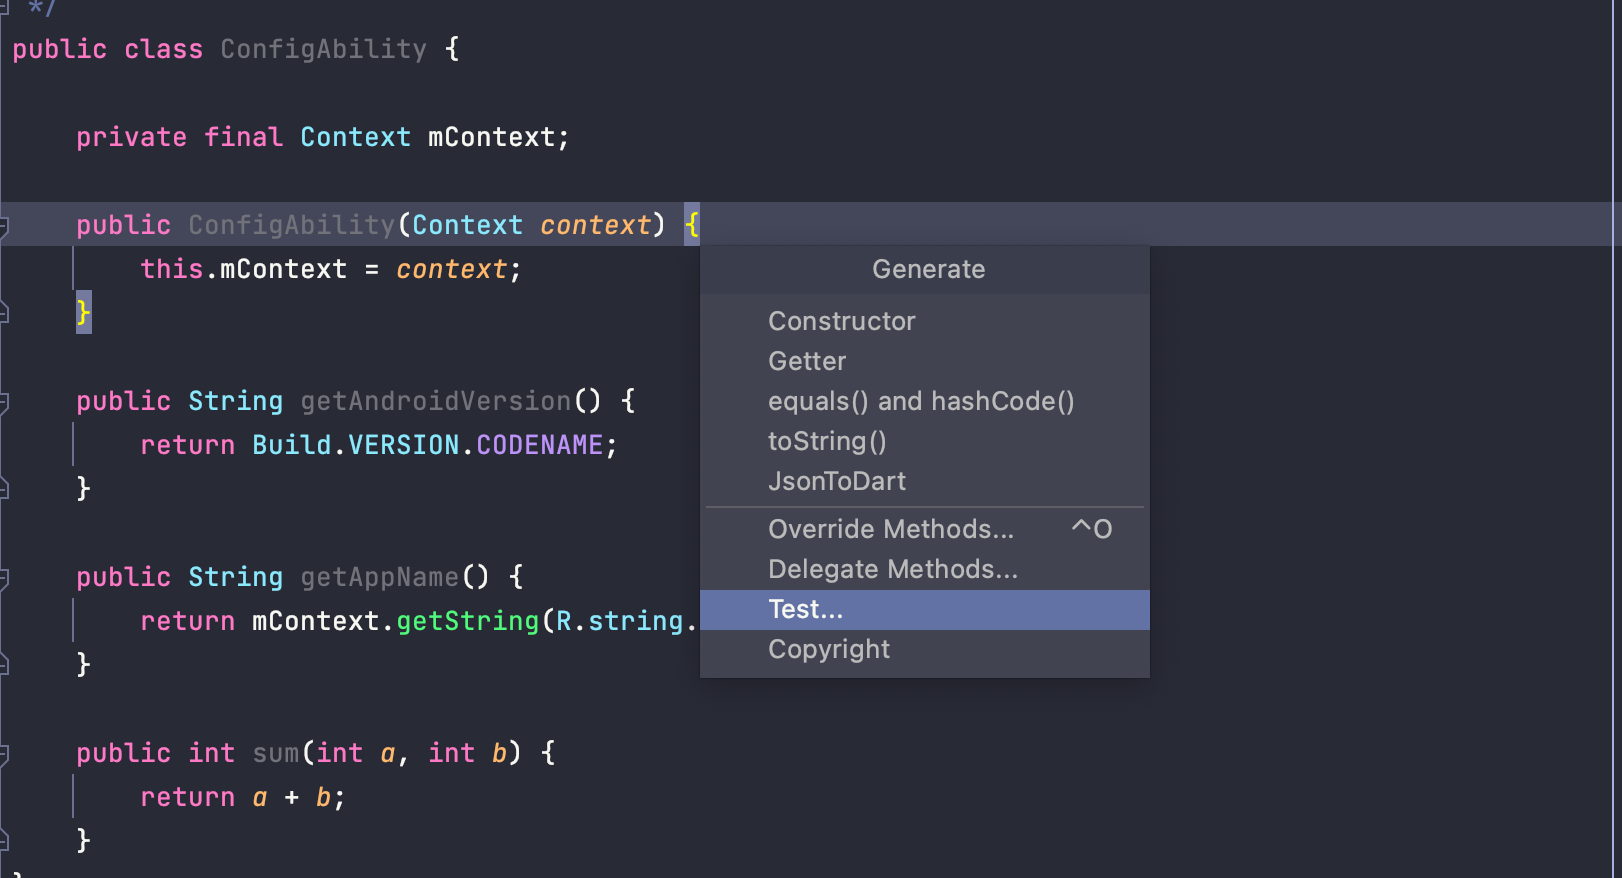 */
public class ConfigAbility {
private final Context mContext;
public ConfigAbility(Context context) {
this.mContext = context;
}
public String getAndroidVersion() {
return Build.VERSION.CODENAME;
}
public String getAppName() {
return mContext.getString(R.string.
}
public int sum(int a, int b) {
return a + b;
}
}
Generate
Constructor
Getter
equals() and hashCode()
toString()
JsonToDart
Override Methods... ^O
Delegate Methods...
Test...
Copyright